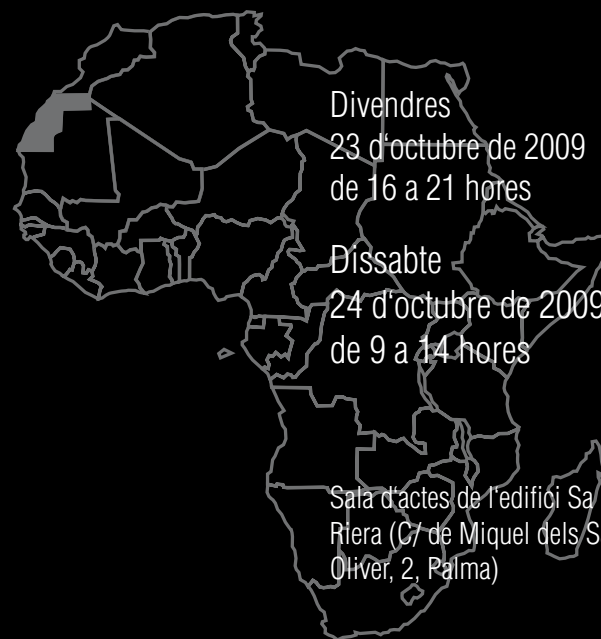 Divendres
23 d'octubre de 2009
de 16 a 21 hores
Dissabte
24 d'octubre de 2009
de 9 a 14 hores
Sala d'actes de l'edifici Sa
Riera (C/ de Miquel dels S
Oliver, 2, Palma)